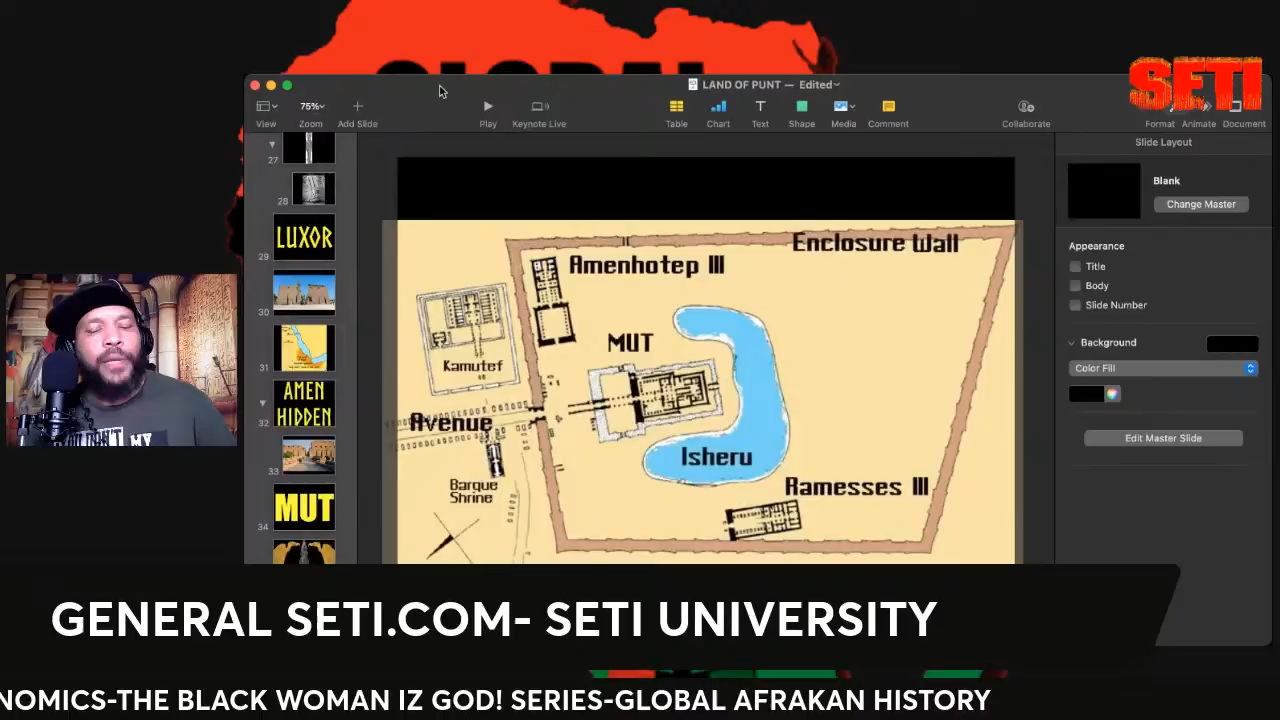 GLOBAL
SETI
LAND OF PUNT — Edited
75%
View
Zoom
Add Slide
Play
Keynote Live
Table
Chart
Text
Shape
Media
Comment
Collaborate
Format
Animate
Document
27
28
LUXOR
29
30
31
AMEN
HIDDEN
32
33
MUT
34
Enclosure Wall
Amenhotep III
MUT
Kamutef
Avenue
Isheru
Barque
Shrine
Ramesses III
Slide Layout
Blank
Change Master
Appearance
Title
Body
Slide Number
Background
Color Fill
Edit Master Slide
GENERAL SETI.COM- SETI UNIVERSITY
NOMICS-THE BLACK WOMAN IZ GOD! SERIES-GLOBAL AFRAKAN HISTORY